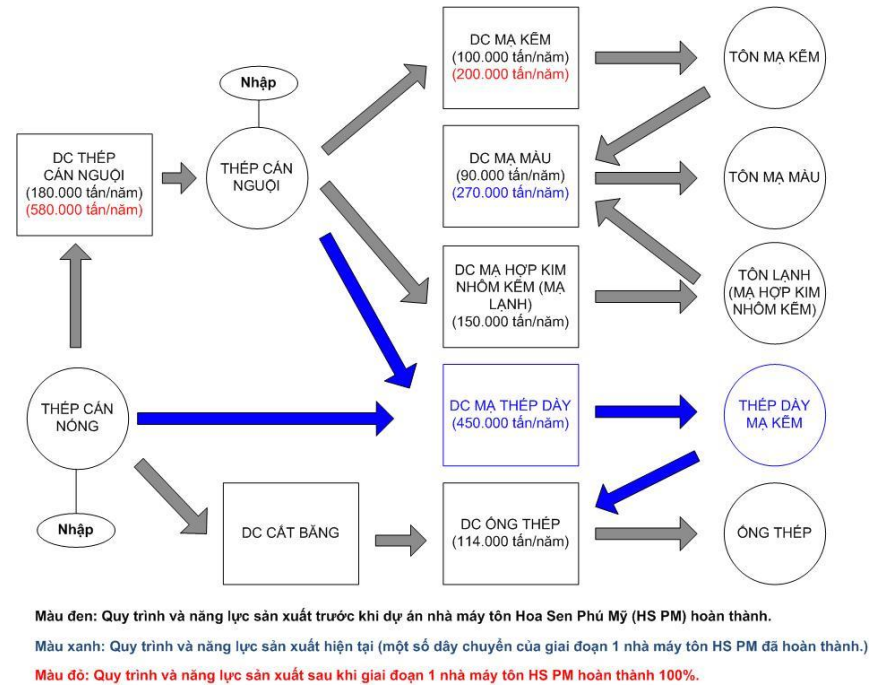 DC MẠ KẼM
(100.000 tấn/năm)
(200.000 tấn/năm)
TÔN MẠ KẼM
Nhập
DC THÉP
CÁN NGUỘI
(180.000 tấn/năm)
(580.000 tấn/năm)
THÉP CÁN
NGUỘI
DC MẠ MÀU
(90.000 tấn/năm)
(270.000 tấn/năm)
TÔN MẠ MÀU
DC MẠ HỢP KIM
NHÔM KẼM (MẠ
LẠNH)
(150.000 tấn/năm)
TÔN LẠNH
(MẠ HỢP KIM
NHÔM KẼM)
THÉP CÁN
NÓNG
DC MẠ THÉP DÀY
(450.000 tấn/năm)
THÉP DÀY
MẠ KẼM
Nhập
DC CẮT BĂNG
DC ỐNG THÉP
(114.000 tấn/năm)
ỐNG THÉP
Màu đen: Quy trình và năng lực sản xuất trước khi dự án nhà máy tôn Hoa Sen Phú Mỹ (HS PM) hoàn thành.
Màu xanh: Quy trình và năng lực sản xuất hiện tại (một số dây chuyền của giai đoạn 1 nhà máy tôn HS PM đã hoàn thành.)
Màu đỏ: Quy trình và năng lực sản xuất sau khi giai đoạn 1 nhà máy tôn HS PM hoàn thành 100%.